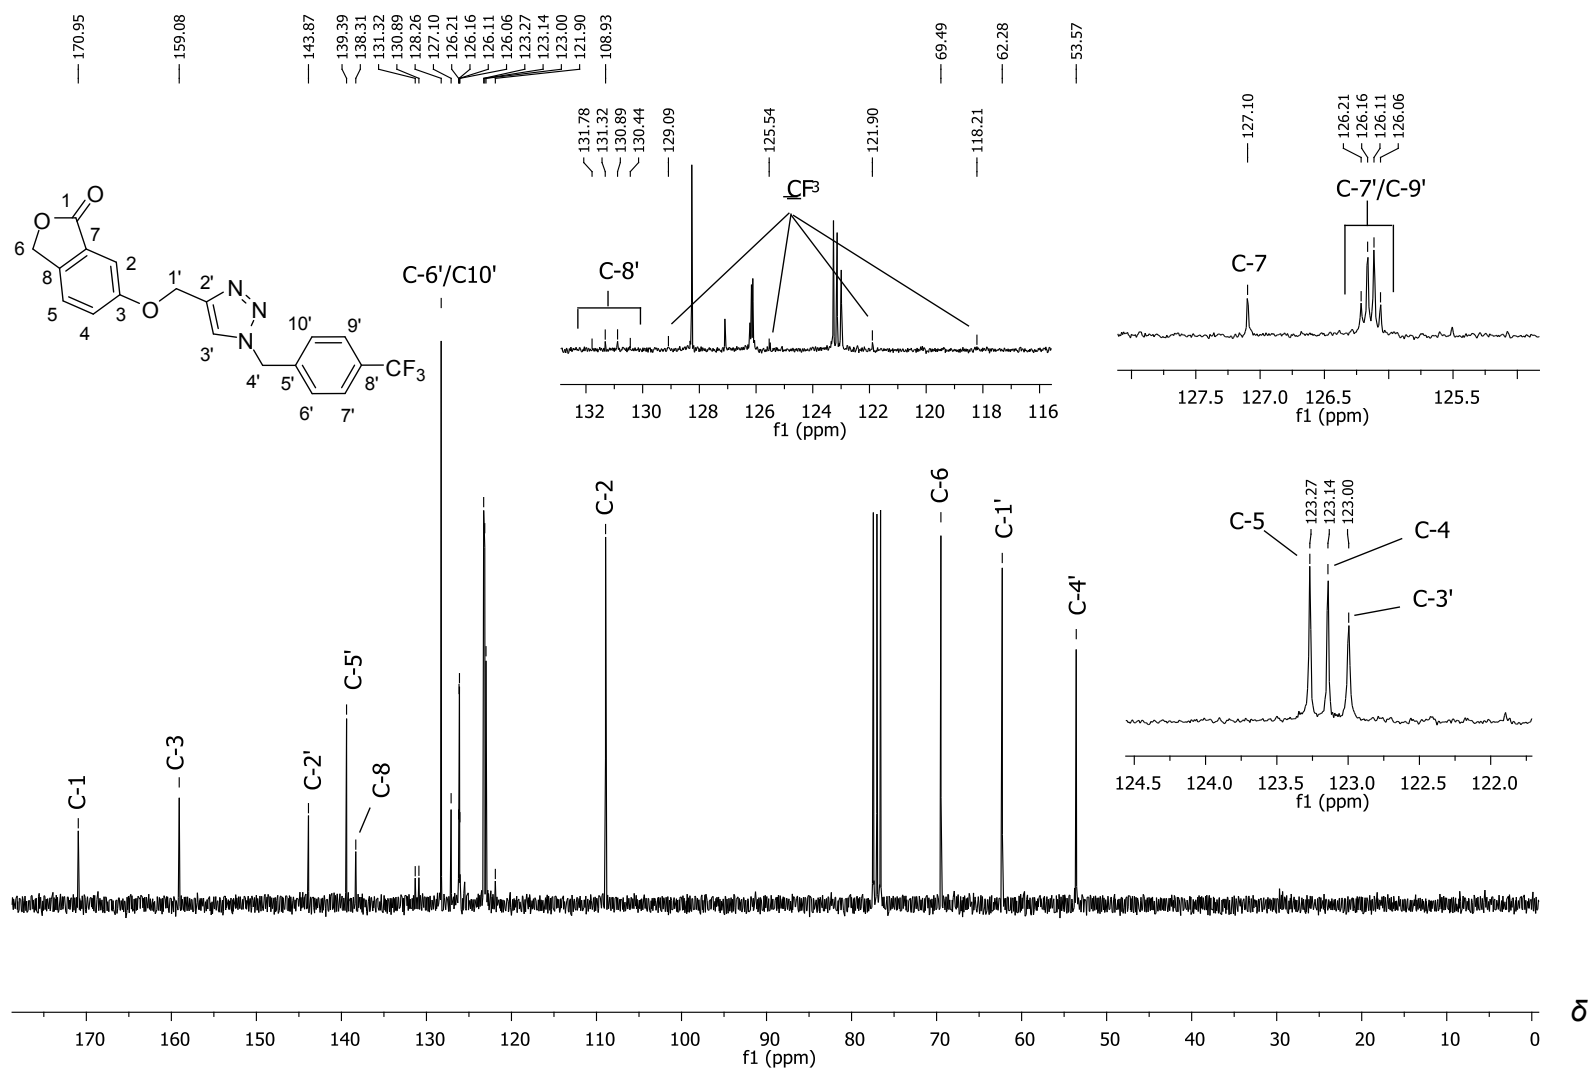 170.95
159.08
143.87
139.39
138.31
131.32
130.89
128.26
127.10
126.21
126.16
126.11
126.06
123.27
123.14
123.00
121.90
108.93
69.49
62.28
53.57
131.78
131.32
130.89
130.44
129.09
125.54
121.90
118.21
127.10
126.21
126.16
126.11
126.06
CF3
C-7'/C-9'
C-7
C-8'
C-6'/C10'
1
O
O
6
7
2
8
5
4
3
O
1'
2'
N
N
N
3'
4'
5'
10'
9'
8'
6'
7'
CF3
132 130 128 126 124 122 120 118 116
f1 (ppm)
127.5 127.0 126.5 125.5
f1 (ppm)
123.27
123.14
123.00
C-5
C-4
C-3'
124.5 124.0 123.5 123.0 122.5 122.0
f1 (ppm)
C-1
C-3
C-2'
C-5'
C-8
C-2
C-6
C-1'
C-4'
170 160 150 140 130 120 110 100 90 80 70 60 50 40 30 20 10 0
f1 (ppm)
δ